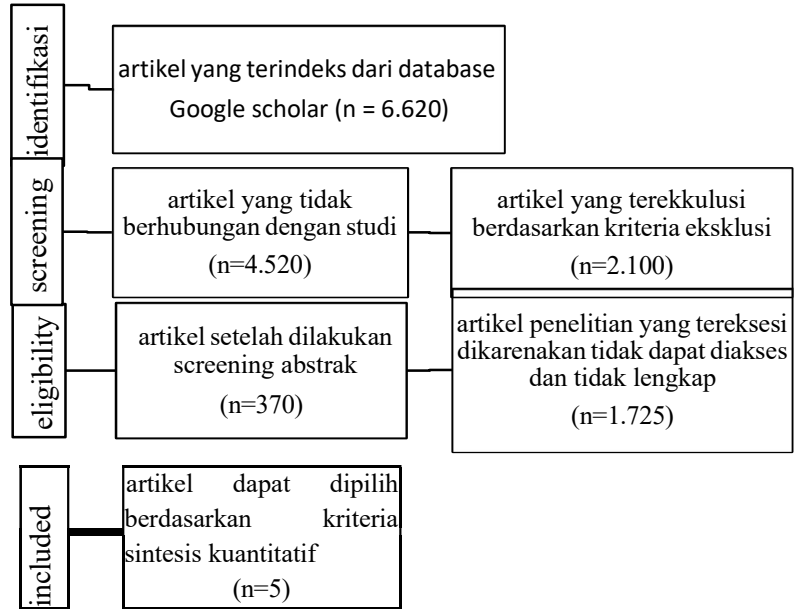 identifikasi
artikel yang terindeks dari database
Google scholar (n = 6.620)
screening
artikel yang tidak
berhubungan dengan studi
(n=4.520)
artikel yang terekkulusi
berdasarkan kriteria eksklusi
(n=2.100)
eligibility
artikel setelah dilakukan
screening abstrak
(n=370)
artikel penelitian yang tereksesi
dikarenakan tidak dapat diakses
dan tidak lengkap
(n=1.725)
included
artikel dapat dipilih
berdasarkan kriteria
sintesis kuantitatif
(n=5)